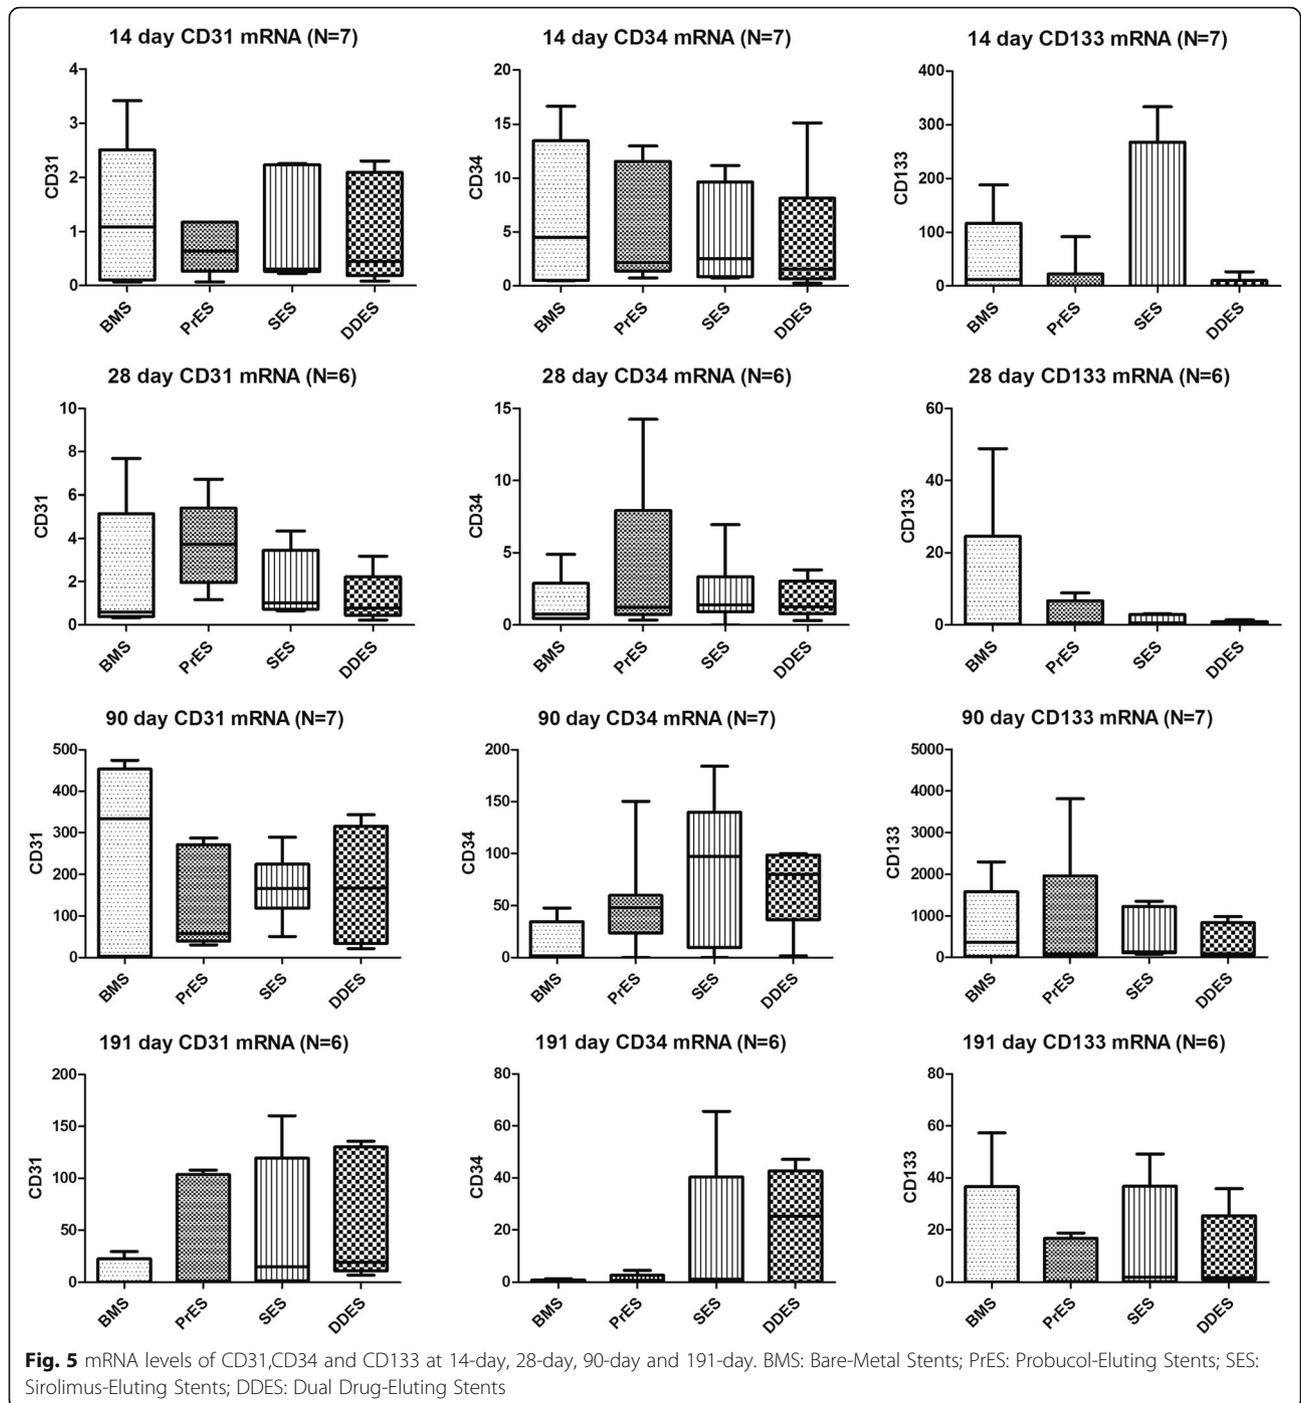 14 day CD31 mRNA (N=7)
4
3
2
1
0
CD31
BMS
PrES
SES
DDES
14 day CD34 mRNA (N=7)
20
15
10
5
0
CD34
BMS
PrES
SES
DDES
14 day CD133 mRNA (N=7)
400
300
200
100
0
CD133
BMS
PrES
SES
DDES
28 day CD31 mRNA (N=6)
10
8
6
4
2
0
CD31
BMS
PrES
SES
DDES
28 day CD34 mRNA (N=6)
15
10
5
0
CD34
BMS
PrES
SES
DDES
28 day CD133 mRNA (N=6)
60
40
20
0
CD133
BMS
PrES
SES
DDES
90 day CD31 mRNA (N=7)
500
400
300
200
100
0
CD31
BMS
PrES
SES
DDES
90 day CD34 mRNA (N=7)
200
150
100
50
0
CD34
BMS
PrES
SES
DDES
90 day CD133 mRNA (N=7)
5000
4000
3000
2000
1000
0
CD133
BMS
PrES
SES
DDES
191 day CD31 mRNA (N=6)
200
150
100
50
0
CD31
BMS
PrES
SES
DDES
191 day CD34 mRNA (N=6)
80
60
40
20
0
CD34
BMS
PrES
SES
DDES
191 day CD133 mRNA (N=6)
80
60
40
20
0
CD133
BMS
PrES
SES
DDES
Fig. 5 mRNA levels of CD31,CD34 and CD133 at 14-day, 28-day, 90-day and 191-day. BMS: Bare-Metal Stents; PrES: Probucol-Eluting Stents; SES:
Sirolimus-Eluting Stents; DDES: Dual Drug-Eluting Stents